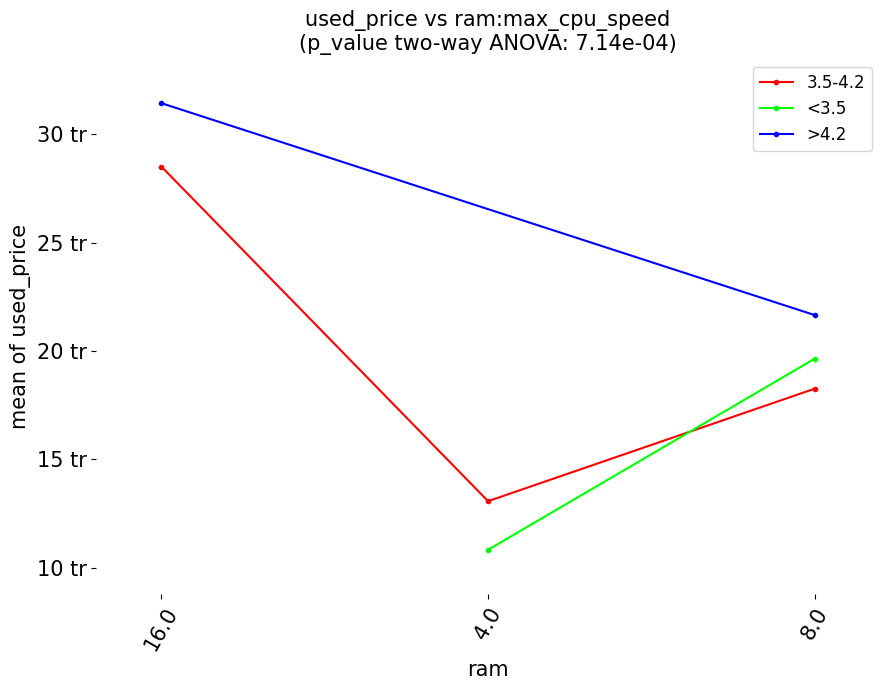 used_price vs ram:max_cpu_speed
(p_value two-way ANOVA: 7.14e-04)
3.5-4.2
<3.5
>4.2
30 tr
25 tr
20 tr
15 tr
10 tr
mean of used_price
16.0
4.0
8.0
ram